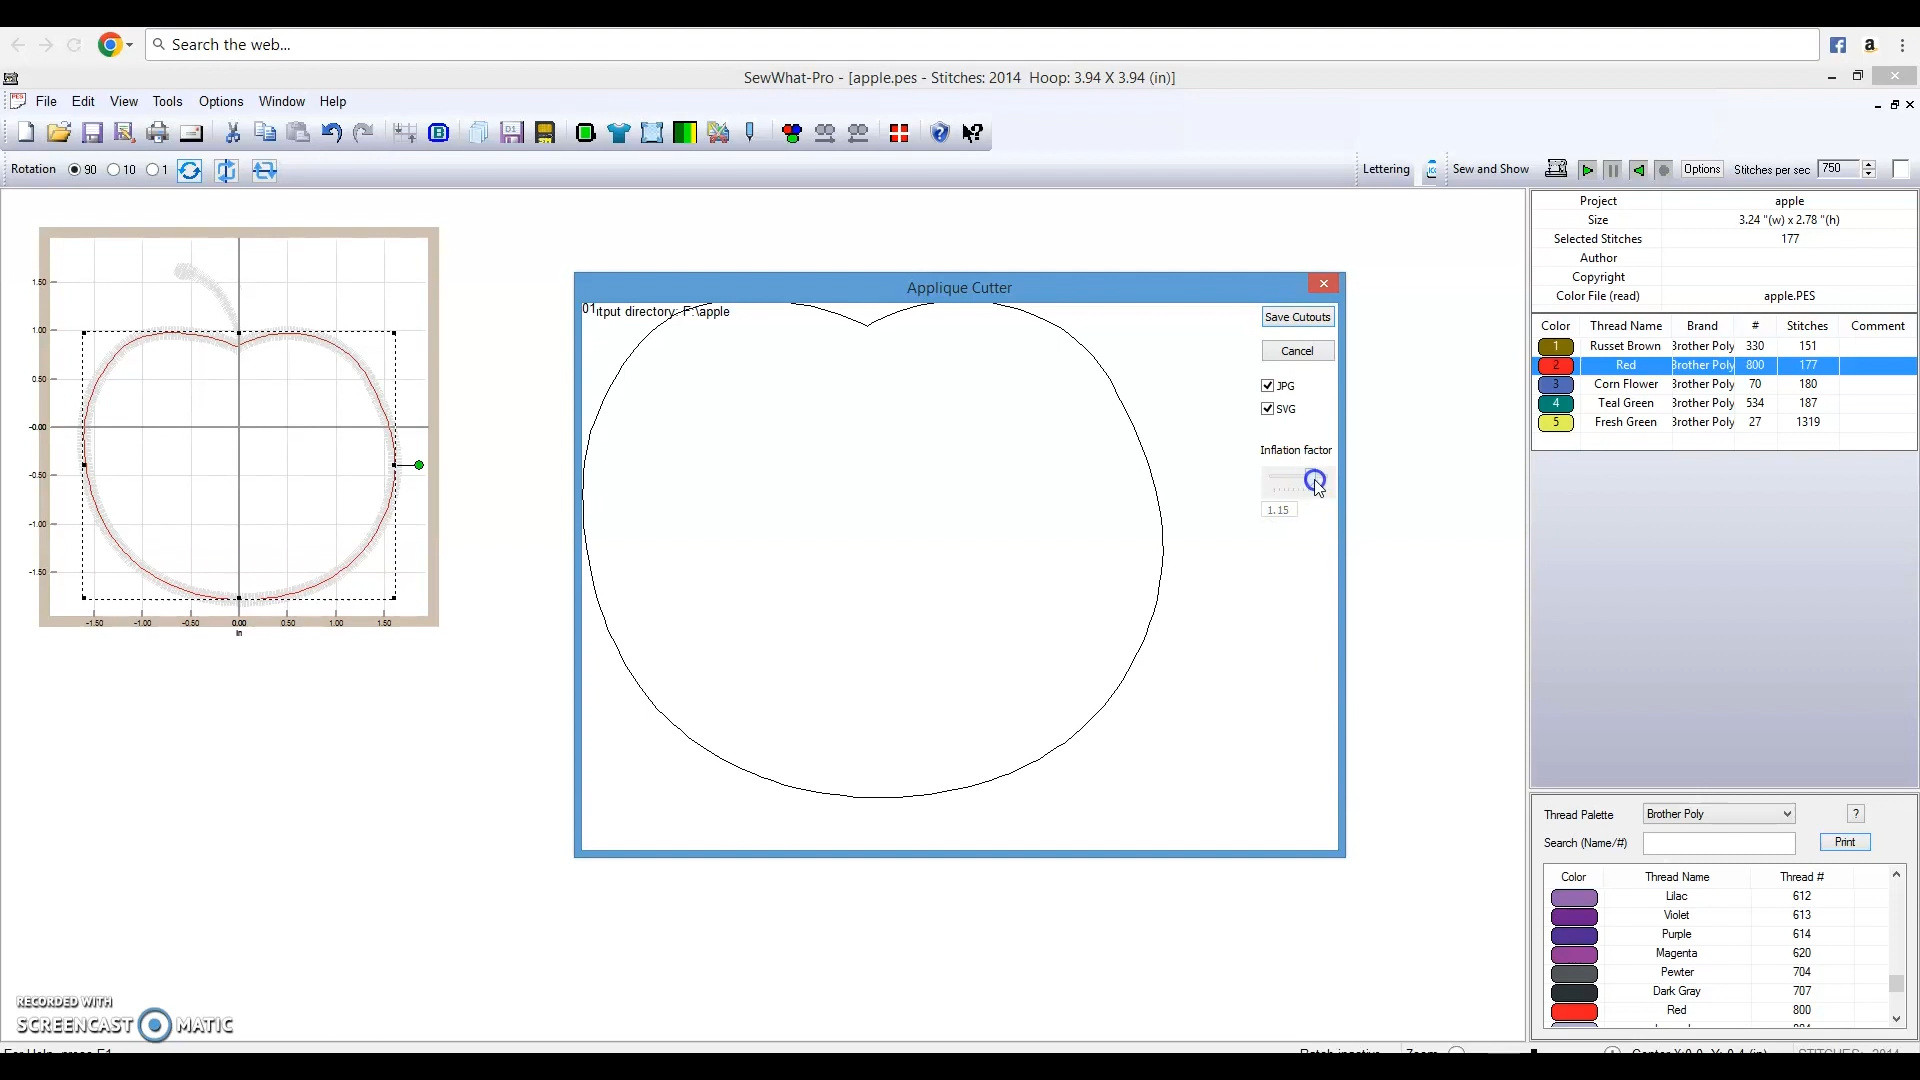 Search the web...
SewWhat-Pro - [apple.pes - Stitches: 2014 Hoop: 3.94 X 3.94 (in)]
File Edit View Tools Options Window Help
Rotation 90 10 1
Lettering Sew and Show Options Stitches per sec 750
Project apple
Size 3.24 "(w) x 2.78 "(h)
Selected Stitches 177
Author
Copyright
Color File (read) apple.PES
Color Thread Name Brand # Stitches Comment
1 Russet Brown Brother Poly 330 151
2 Red Brother Poly 800 177
3 Corn Flower Brother Poly 70 180
4 Teal Green Brother Poly 534 187
5 Fresh Green Brother Poly 27 1319
1.50
1.00
0.50
-0.00
-0.50
-1.00
-1.50
-1.50 -1.00 -0.50 0.00 0.50 1.00 1.50
in
Applique Cutter
01 tput directory: F:\apple
Save Cutouts
Cancel
JPG
SVG
Inflation factor
1.15
Thread Palette Brother Poly ?
Search (Name/#) Print
Color Thread Name Thread #
Lilac 612
Violet 613
Purple 614
Magenta 620
Pewter 704
Dark Gray 707
Red 800
RECORDED WITH
SCREENCAST MATIC